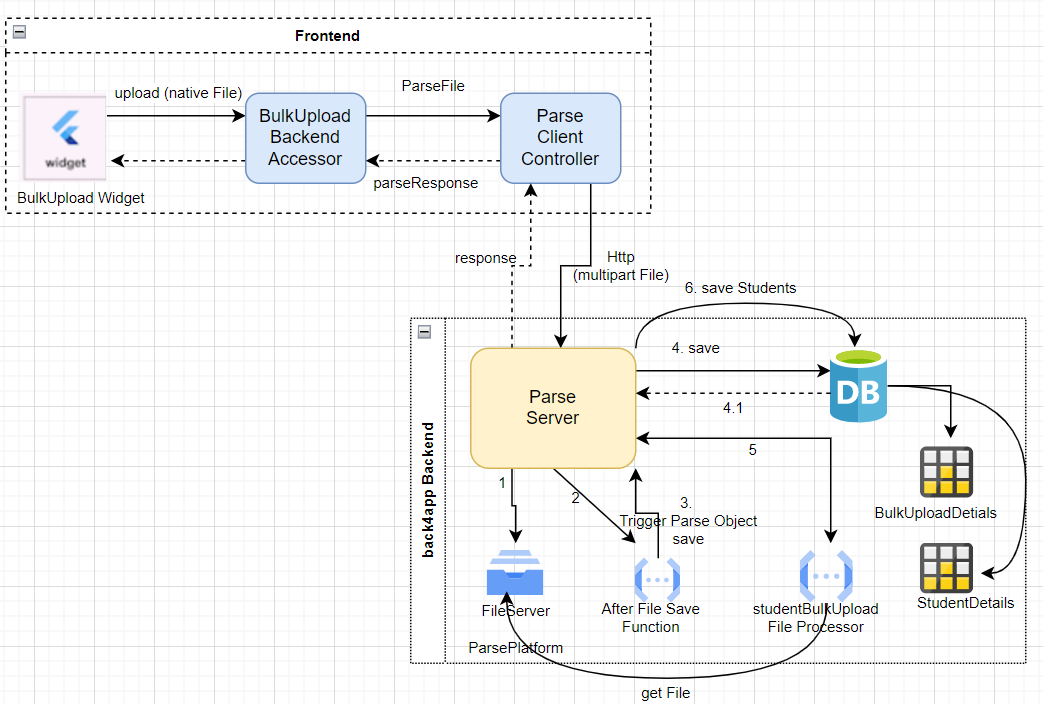 Frontend
upload (native File)
ParseFile
BulkUpload
Backend
Accessor
Parse
Client
Controller
widget
parseResponse
BulkUpload Widget
response
Http
(multipart File)
6. save Students
4. save
Parse
Server
DB
4.1
5
back4app Backend
1
2
3.
Trigger Parse Object
save
BulkUploadDetials
FileServer
After File Save
Function
studentBulkUpload
File Processor
StudentDetails
ParsePlatform
get File